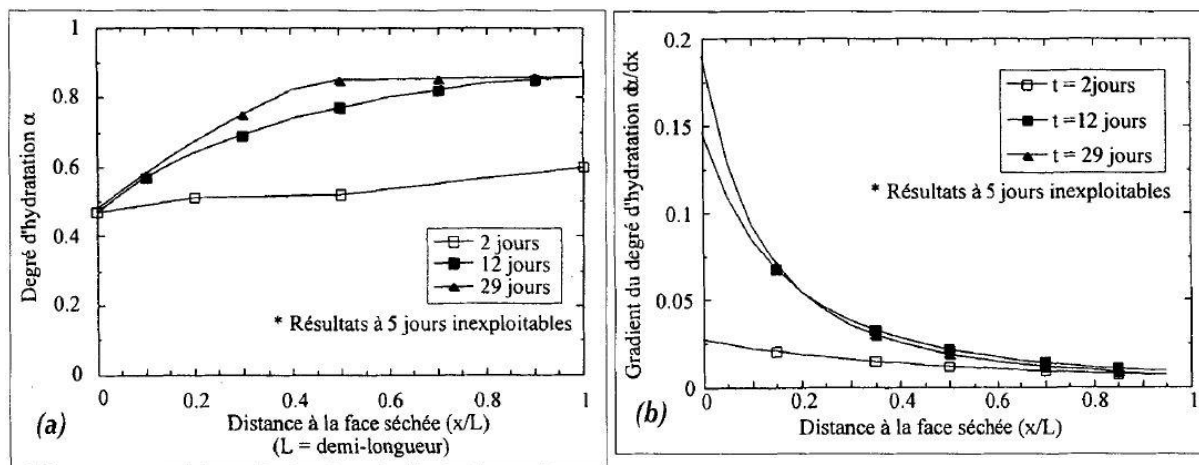 1
0.8
0.6
0.4
0.2
0
Degré d'hydratation α
2 jours
12 jours
29 jours
* Résultats à 5 jours inexploitables
0 0.2 0.4 0.6 0.8 1
(a)
Distance à la face séchée (x/L)
(L = demi-longueur)
0.2
0.15
0.1
0.05
0
Gradient du degré d'hydratation dα/dx
t = 2jours
t =12 jours
t = 29 jours
* Résultats à 5 jours inexploitables
0 0.2 0.4 0.6 0.8 1
(b)
Distance à la face séchée (x/L)